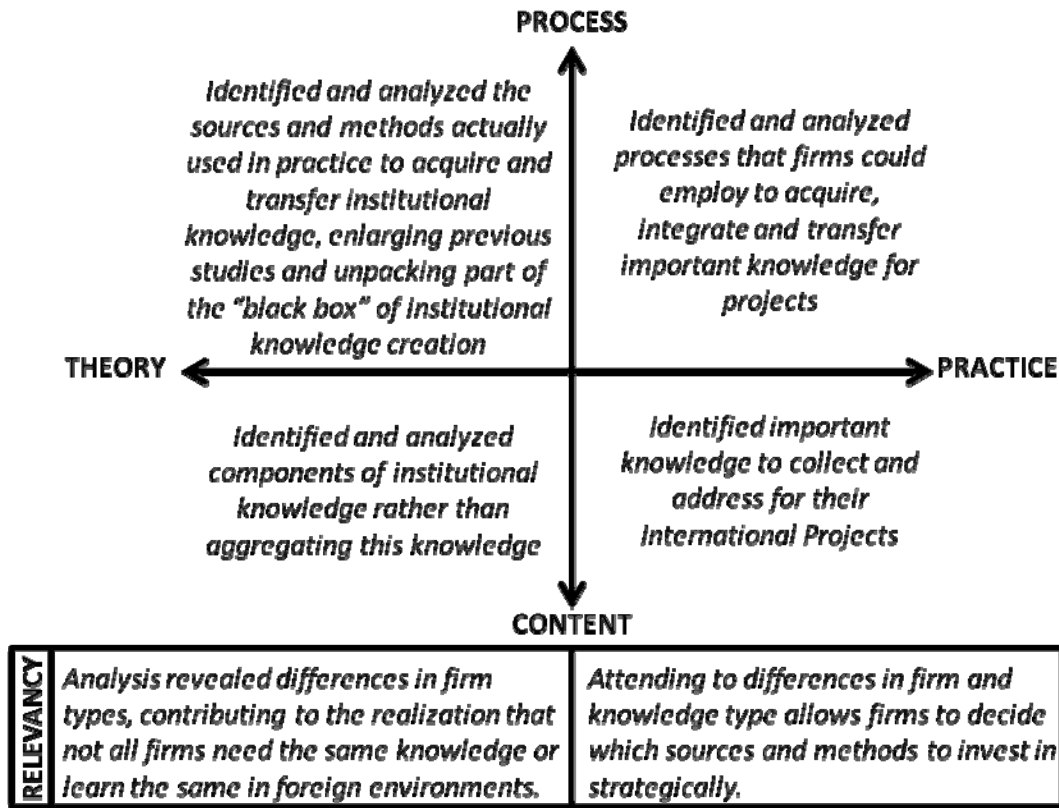 PROCESS
Identified and analyzed the
sources and methods actually
used in practice to acquire and
transfer institutional
knowledge, enlarging previous
studies and unpacking part of
the "black box" of institutional
knowledge creation
Identified and analyzed
processes that firms could
employ to acquire,
integrate and transfer
important knowledge for
projects
THEORY
PRACTICE
Identified and analyzed
components of institutional
knowledge rather than
aggregating this knowledge
Identified important
knowledge to collect and
address for their
International Projects
CONTENT
RELEVANCY
Analysis revealed differences in firm
types, contributing to the realization that
not all firms need the same knowledge or
learn the same in foreign environments.
Attending to differences in firm and
knowledge type allows firms to decide
which sources and methods to invest in
strategically.